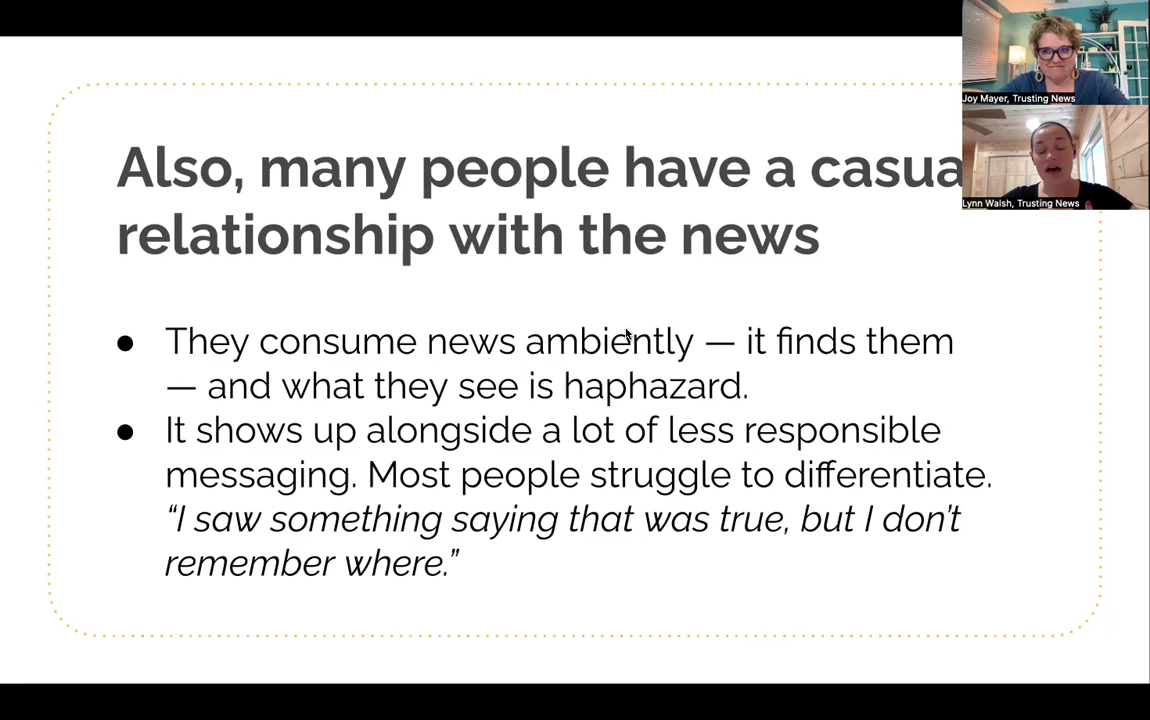 Also, many people have a casua
relationship with the news
● They consume news ambiently — it finds them
— and what they see is haphazard.
● It shows up alongside a lot of less responsible
messaging. Most people struggle to differentiate.
“I saw something saying that was true, but I don’t
remember where.”
Joy Mayer, Trusting News
Lynn Walsh, Trusting News